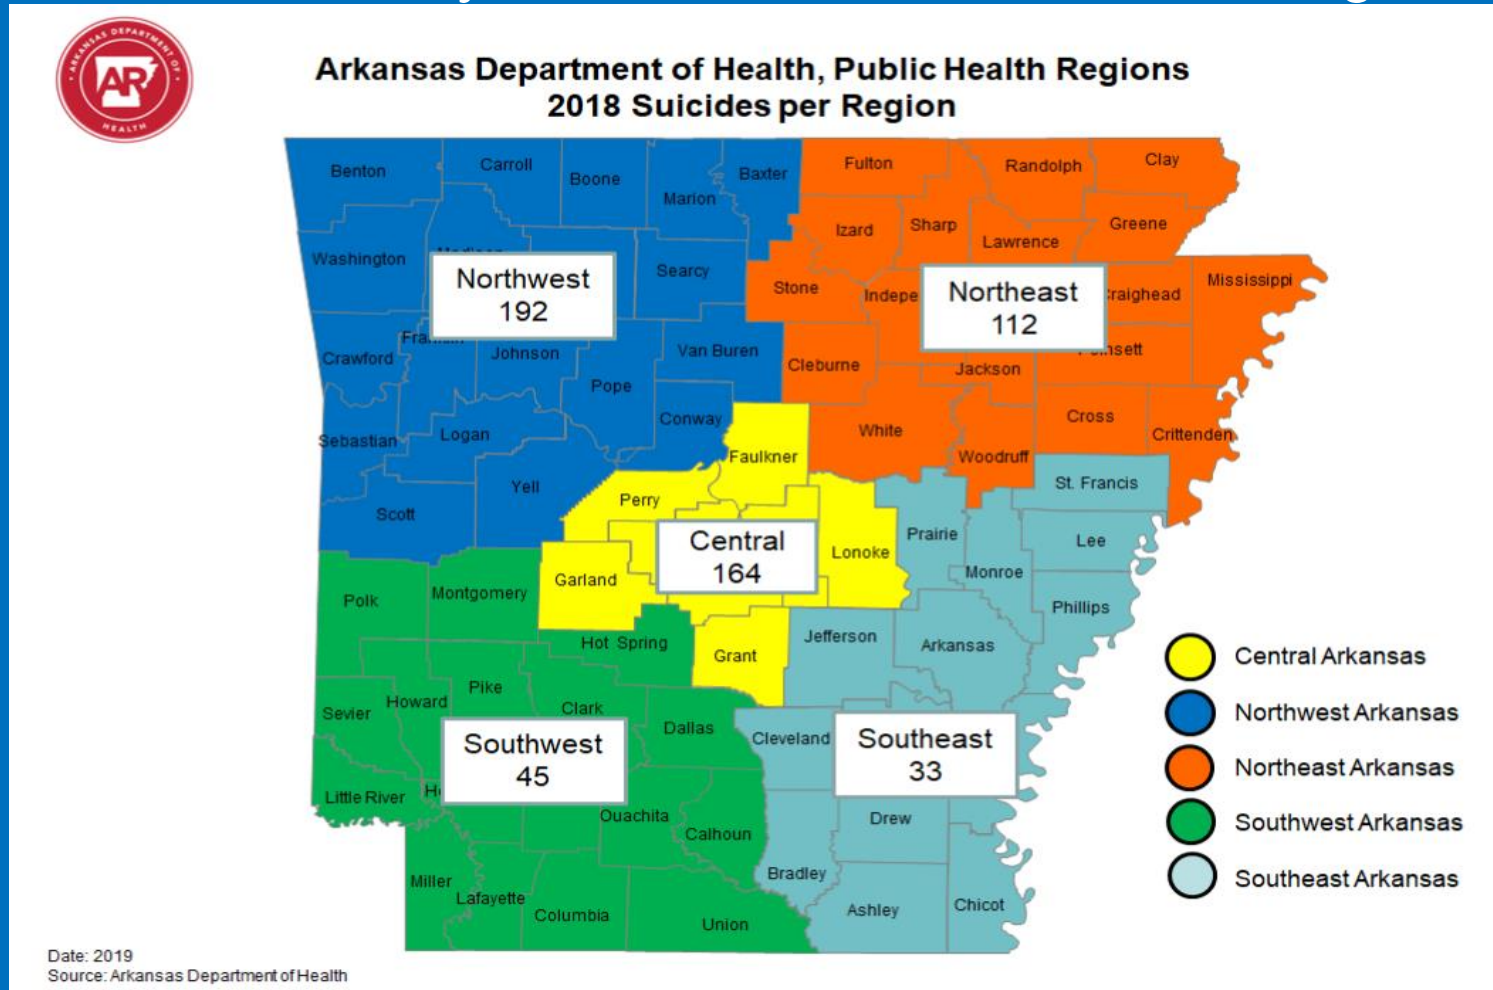 ARKANSAS DEPARTMENT OF
AR
HEALTH
Arkansas Department of Health, Public Health Regions
2018 Suicides per Region
Benton
Carroll
Boone
Marion
Baxter
Fulton
Randolph
Clay
Washington
Searcy
Izard
Sharp
Lawrence
Greene
Northwest
192
Stone
Northeast
112
Mississippi
Crawford
Johnson
Pope
Van Buren
Cleburne
Jackson
Sebastian
Logan
Conway
White
Woodruff
Cross
Crittenden
Scott
Yell
Perry
Faulkner
St. Francis
Central
164
Garland
Lonoke
Prairie
Monroe
Lee
Phillips
Polk
Montgomery
Hot Spring
Grant
Jefferson
Arkansas
Sevier
Howard
Pike
Clark
Dallas
Cleveland
Southwest
45
Southeast
33
Little River
Ouachita
Calhoun
Drew
Miller
Lafayette
Columbia
Union
Bradley
Ashley
Chicot
Central Arkansas
Northwest Arkansas
Northeast Arkansas
Southwest Arkansas
Southeast Arkansas
Date: 2019
Source: Arkansas Department of Health